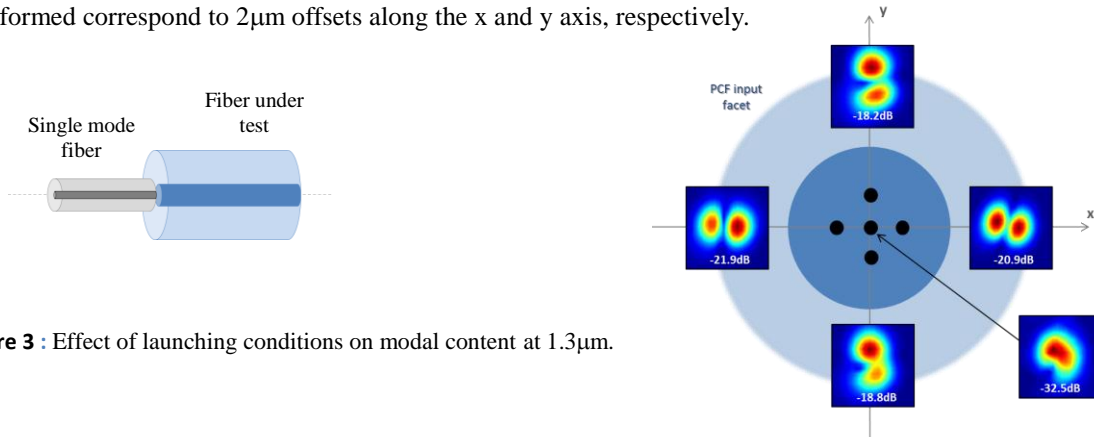 formed correspond to 2μm offsets along the x and y axis, respectively.
Single mode
fiber
Fiber under
test
y
PCF input
facet
-18.2dB
x
-21.9dB
-20.9dB
-18.8dB
-32.5dB
re 3 : Effect of launching conditions on modal content at 1.3μm.